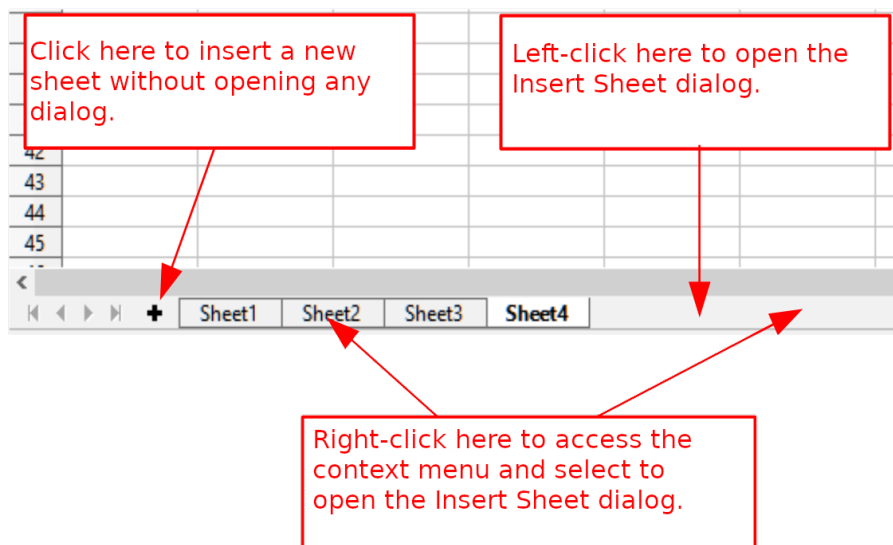 Click here to insert a new
sheet without opening any
dialog.
Left-click here to open the
Insert Sheet dialog.
42
43
44
45
Sheet1 Sheet2 Sheet3 Sheet4
Right-click here to access the
context menu and select to
open the Insert Sheet dialog.